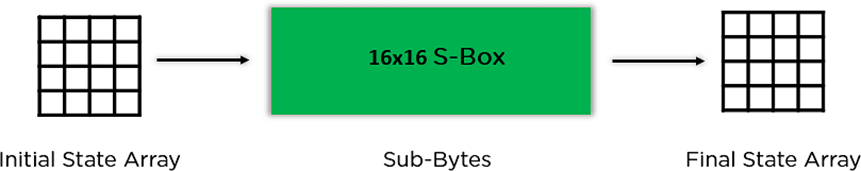 16x16 S-Box
Initial State Array
Sub-Bytes
Final State Array